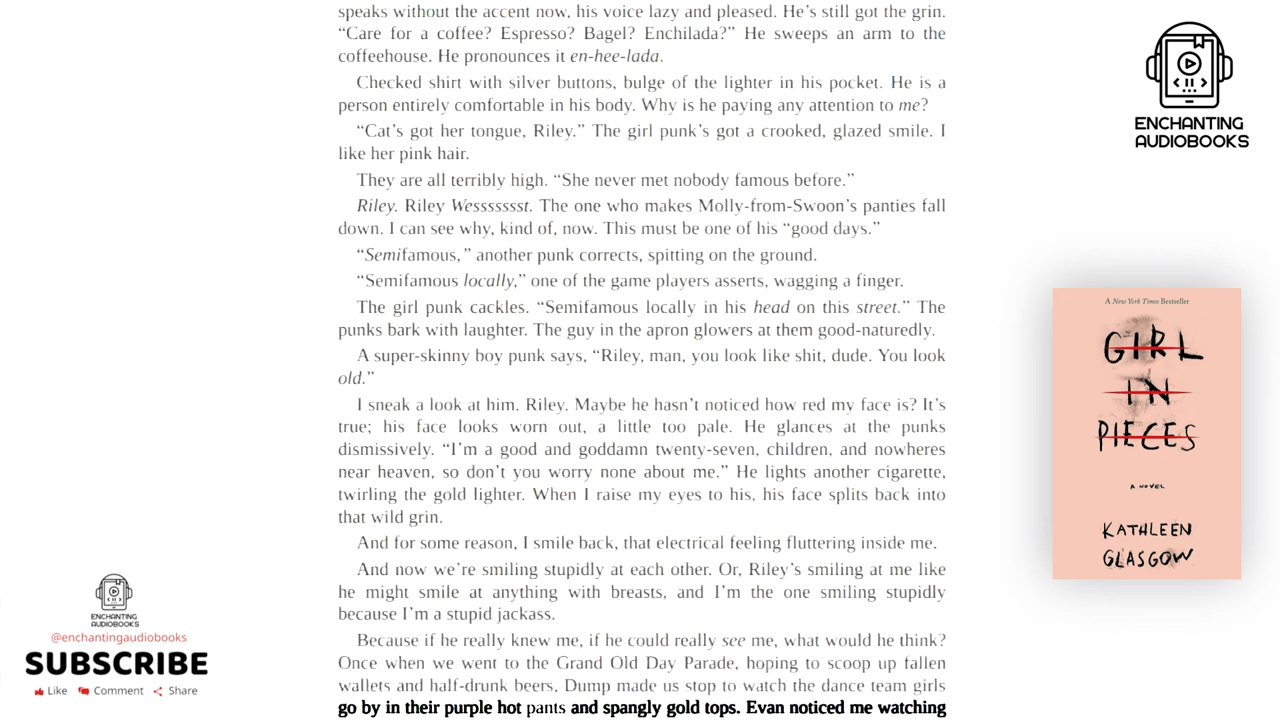 speaks without the accent now, his voice lazy and pleased. He’s still got the grin.
“Care for a coffee? Espresso? Bagel? Enchilada?” He sweeps an arm to the
coffeehouse. He pronounces it en-hee-lada.
Checked shirt with silver buttons, bulge of the lighter in his pocket. He is a
person entirely comfortable in his body. Why is he paying any attention to me?
“Cat’s got her tongue, Riley.” The girl punk’s got a crooked, glazed smile. I
like her pink hair.
They are all terribly high. “She never met nobody famous before.”
Riley. Riley Wesssssst. The one who makes Molly-from-Swoon’s panties fall
down. I can see why, kind of, now. This must be one of his “good days.”
“Semifamous,” another punk corrects, spitting on the ground.
“Semifamous locally,” one of the game players asserts, wagging a finger.
The girl punk cackles. “Semifamous locally in his head on this street.” The
punks bark with laughter. The guy in the apron glowers at them good-naturedly.
A super-skinny boy punk says, “Riley, man, you look like shit, dude. You look
old.”
I sneak a look at him. Riley. Maybe he hasn’t noticed how red my face is? It’s
true; his face looks worn out, a little too pale. He glances at the punks
dismissively. “I’m a good and goddamn twenty-seven, children, and nowheres
near heaven, so don’t you worry none about me.” He lights another cigarette,
twirling the gold lighter. When I raise my eyes to his, his face splits back into
that wild grin.
And for some reason, I smile back, that electrical feeling fluttering inside me.
And now we’re smiling stupidly at each other. Or, Riley’s smiling at me like
he might smile at anything with breasts, and I’m the one smiling stupidly
because I’m a stupid jackass.
Because if he really knew me, if he could really see me, what would he think?
Once when we went to the Grand Old Day Parade, hoping to scoop up fallen
wallets and half-drunk beers, Dump made us stop to watch the dance team girls
go by in their purple hot pants and spangly gold tops. Evan noticed me watching
ENCHANTING
AUDIOBOOKS
A New York Times Bestseller
GIRL
IN
PIECES
A NOVEL
KATHLEEN
GLASGOW
ENCHANTING
AUDIOBOOKS
@enchantingaudiobooks
SUBSCRIBE
Like Comment Share